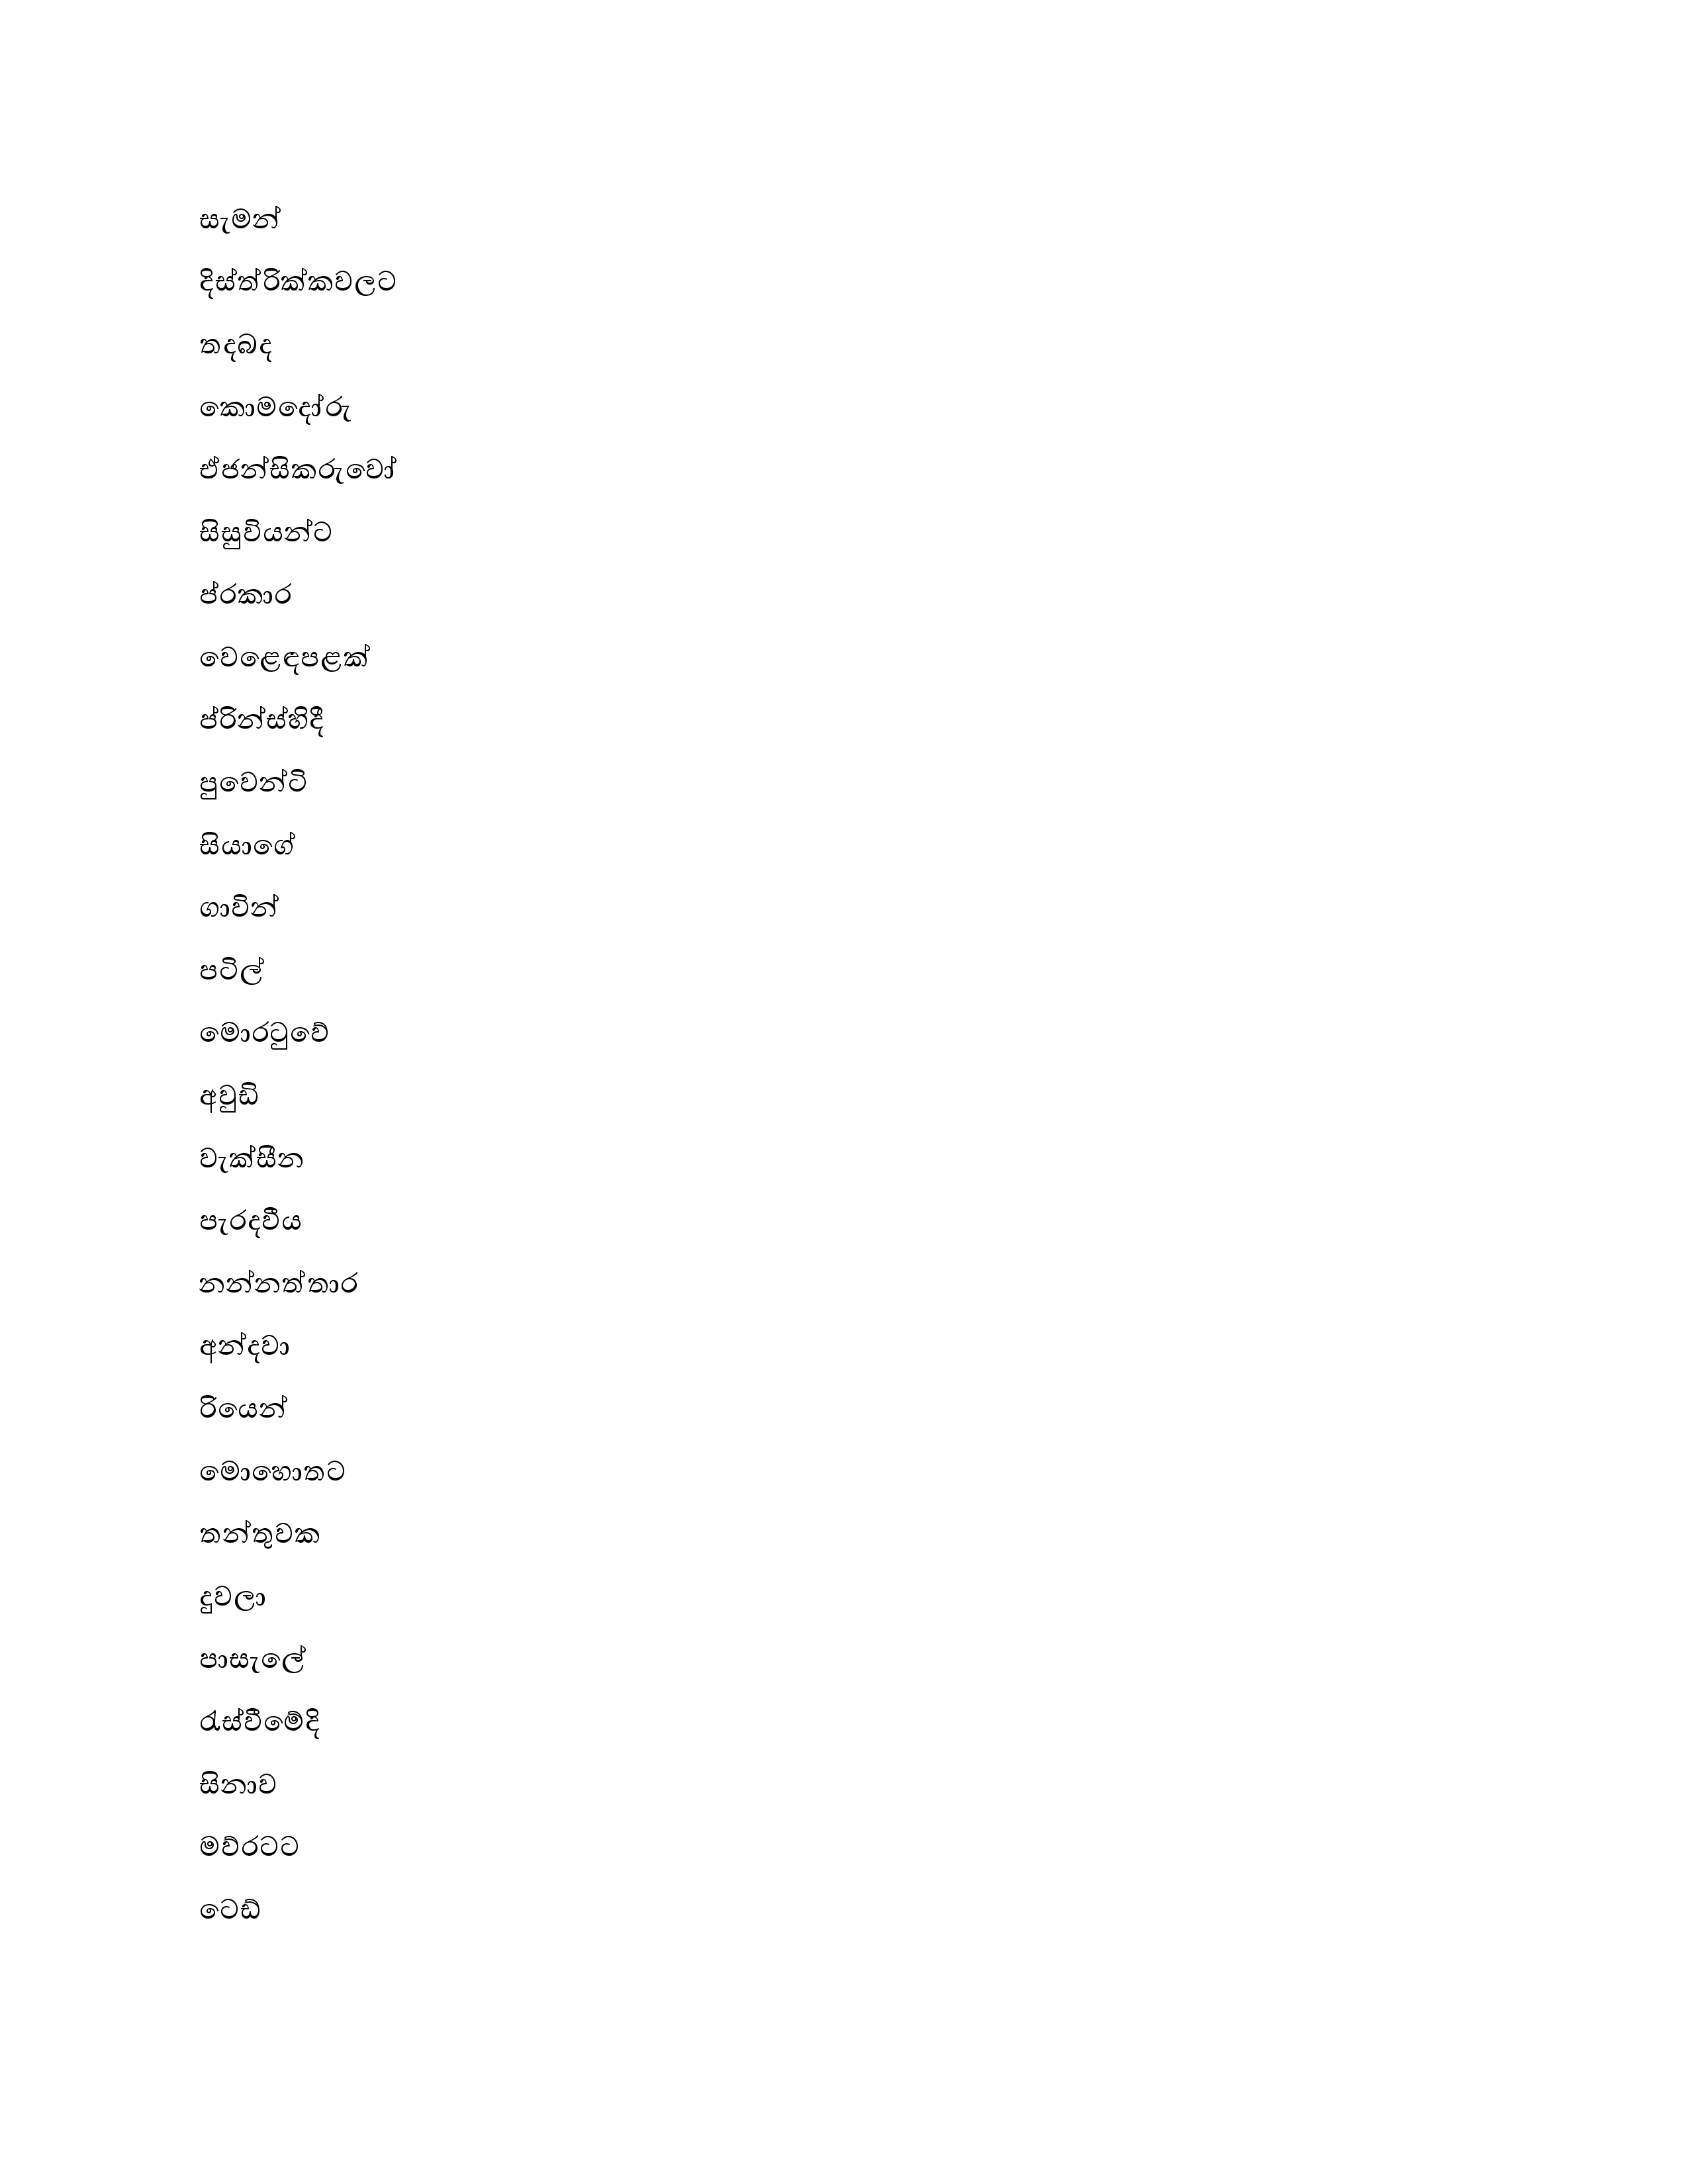 සැමන්
දිස්ත්රික්කවලට
තදබද
කොමදෝරු
ඒජන්සිකරුවෝ
සිසුවියන්ට
ප්රකාර
වෙළෙඳපළක්
ප්රින්ස්හිදී
පුවෙන්ටි
සියාගේ
ගාවින්
පටිල්
මොරටුවේ
අවුඩි
වැක්සීන
පැරදවීය
නන්නත්තාර
අන්දවා
රියෙන්
මොහොතට
තන්තුවක
දුවලා
පාසැලේ
රැස්වීමේදි
සිනාව
මව්රටට
ටෙඩ්